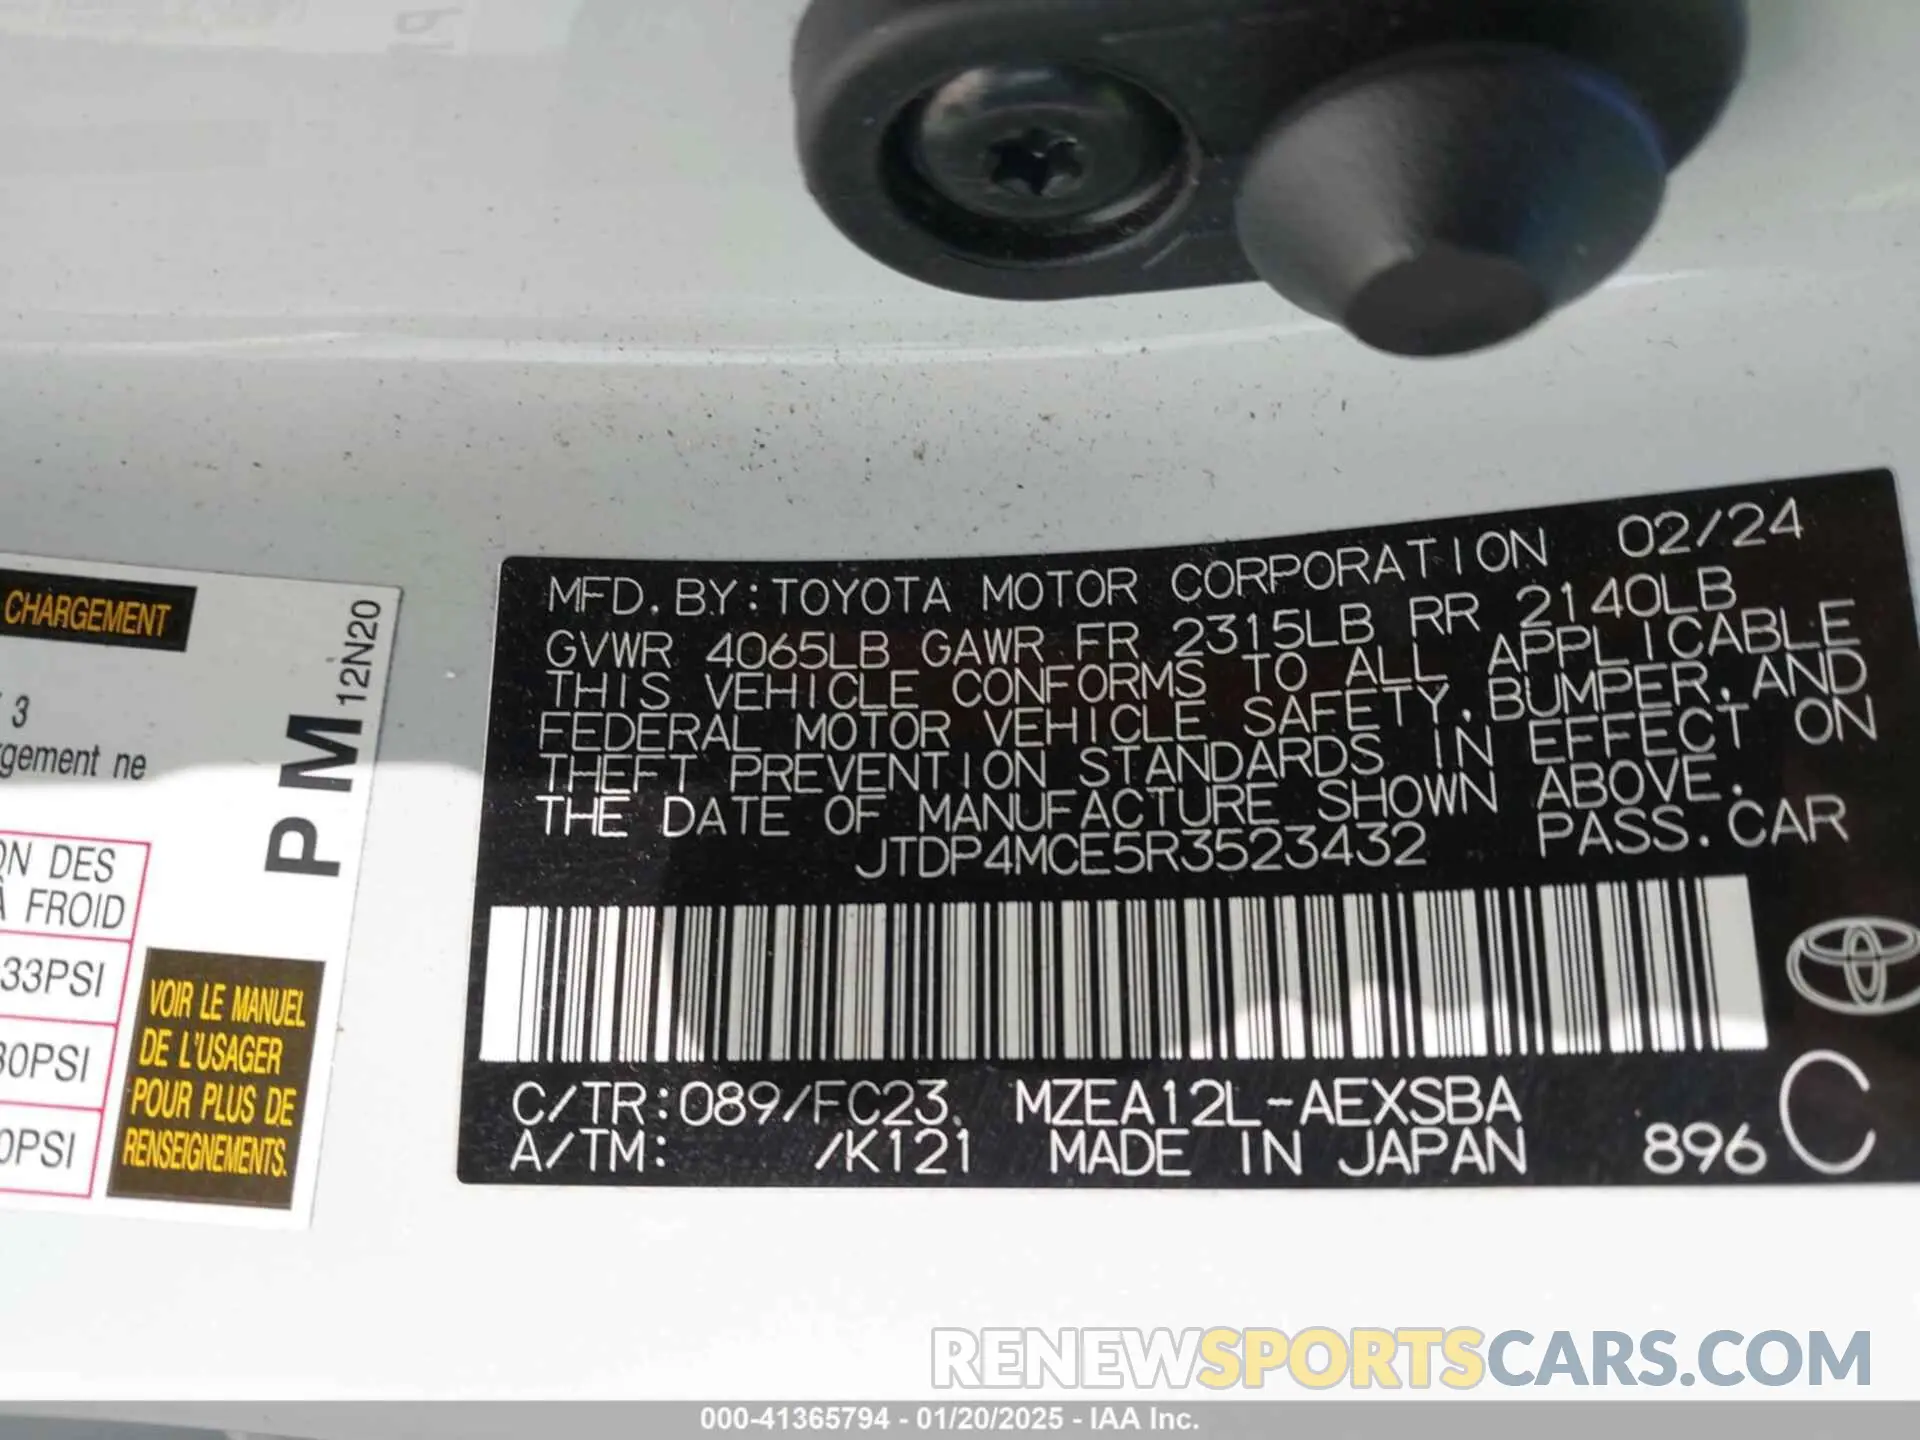 CHARGEMENT
3
gement ne
PM 12N20
ON DES
À FROID
33PSI
30PSI
0PSI
VOIR LE MANUEL
DE L'USAGER
POUR PLUS DE
RENSEIGNEMENTS.
MFD. BY:TOYOTA MOTOR CORPORATION 02/24
GVWR 4065LB GAWR FR 2315LB RR 2140LB
THIS VEHICLE CONFORMS TO ALL APPLICABLE
FEDERAL MOTOR VEHICLE SAFETY, BUMPER, AND
THEFT PREVENTION STANDARDS IN EFFECT ON
THE DATE OF MANUFACTURE SHOWN ABOVE.
JTDP4MCE5R3523432 PASS. CAR
C/TR:089/FC23 MZEA12L-AEXSBA
A/TM: /K121 MADE IN JAPAN 896 C
RENEWSPORTSCARS.COM
000-41365794 - 01/20/2025 - IAA Inc.